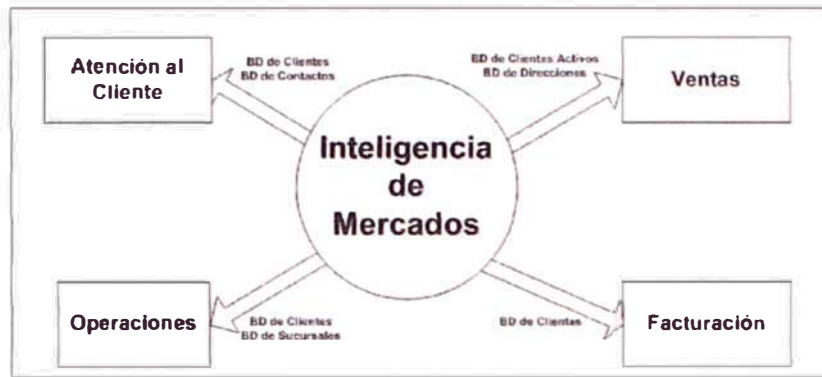 Atención al
Cliente
BD de Clientes
BD de Contactos
BD de Clientes Activos
BD de Direcciones
Ventas
Inteligencia
de
Mercados
Operaciones
BD de Clientes
BD de Sucursales
BD de Clientes
Facturación